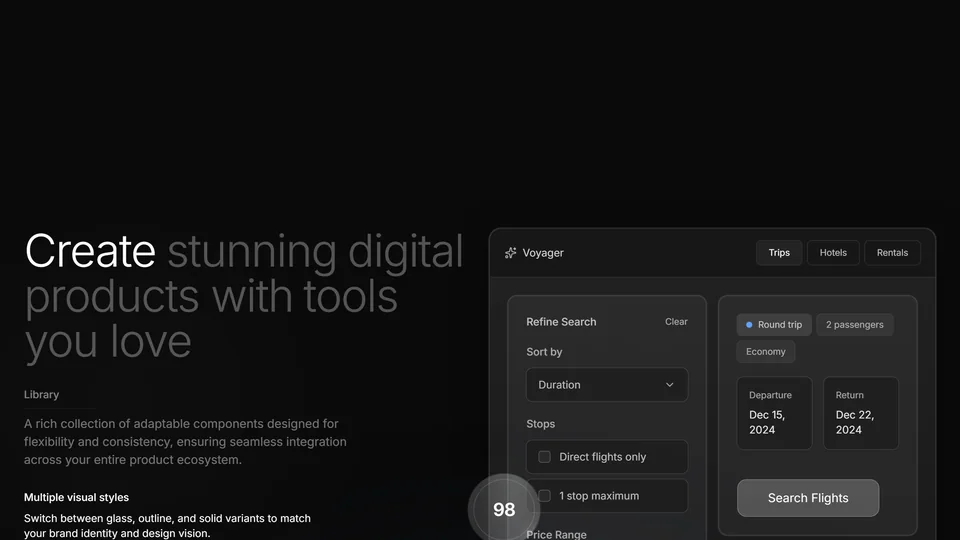 Create stunning digital
products with tools
you love
Library
A rich collection of adaptable components designed for
flexibility and consistency, ensuring seamless integration
across your entire product ecosystem.
Multiple visual styles
Switch between glass, outline, and solid variants to match
your brand identity and design vision.
Voyager
Trips
Hotels
Rentals
Refine Search
Clear
Sort by
Duration
Stops
Direct flights only
1 stop maximum
98
Price Range
Round trip
2 passengers
Economy
Departure
Dec 15,
2024
Return
Dec 22,
2024
Search Flights